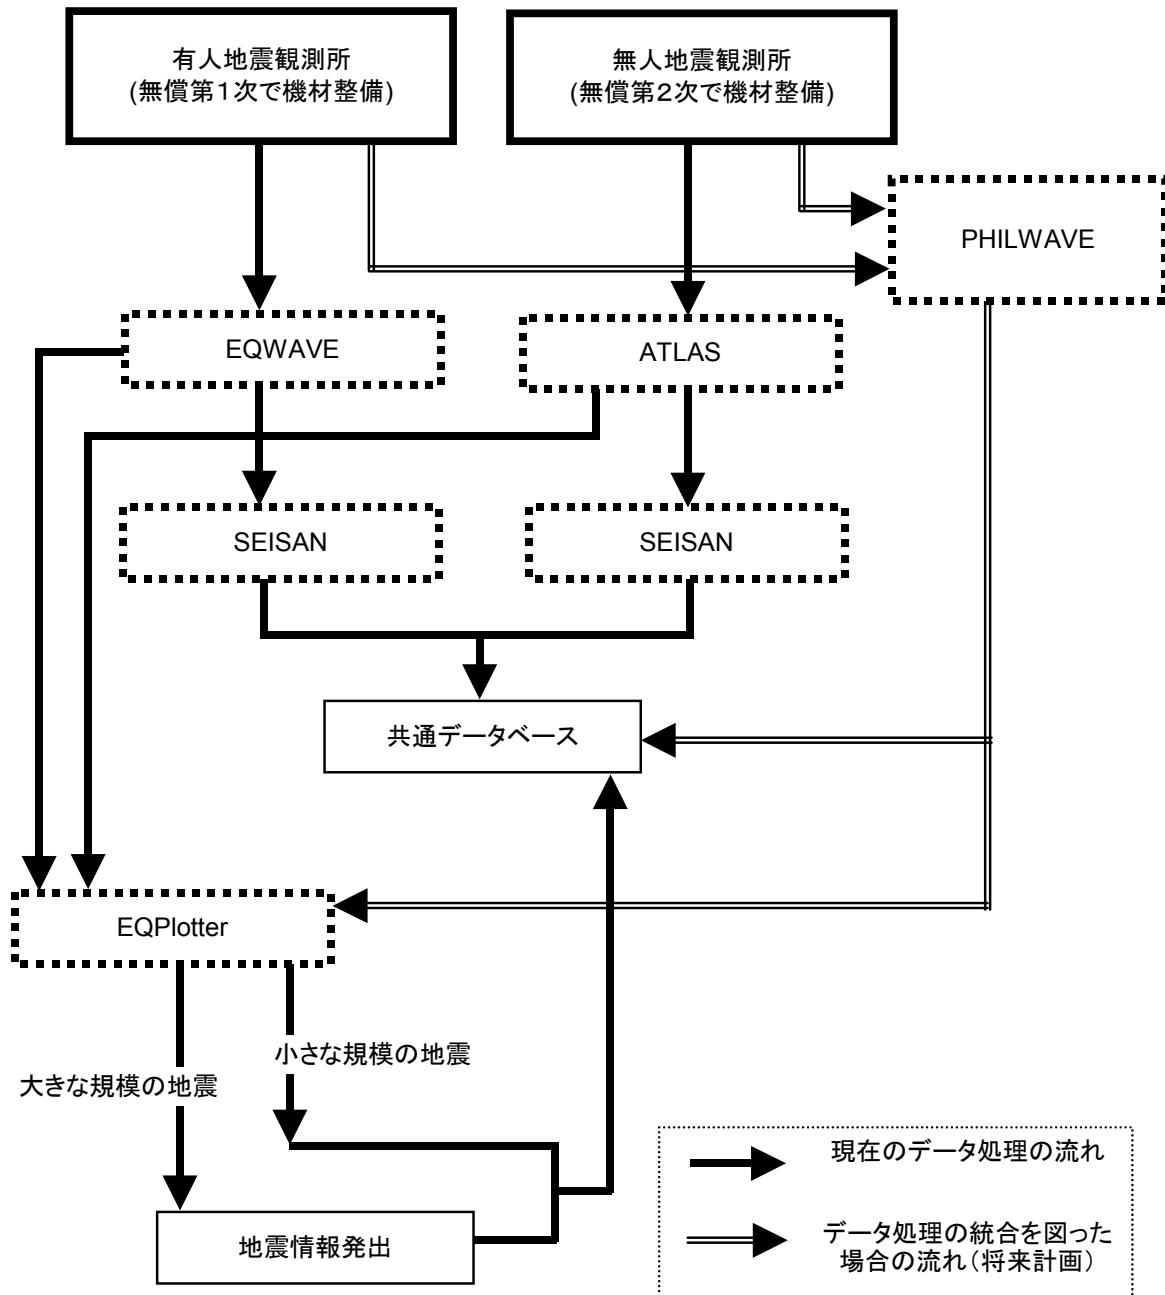 有人地震観測所
(無償第1次で機材整備)
無人地震観測所
(無償第2次で機材整備)
PHILWAVE
EQWAVE
ATLAS
SEISAN
SEISAN
共通データベース
EQPlotter
小さな規模の地震
大きな規模の地震
地震情報発出
現在のデータ処理の流れ
データ処理の統合を図った
場合の流れ(将来計画)